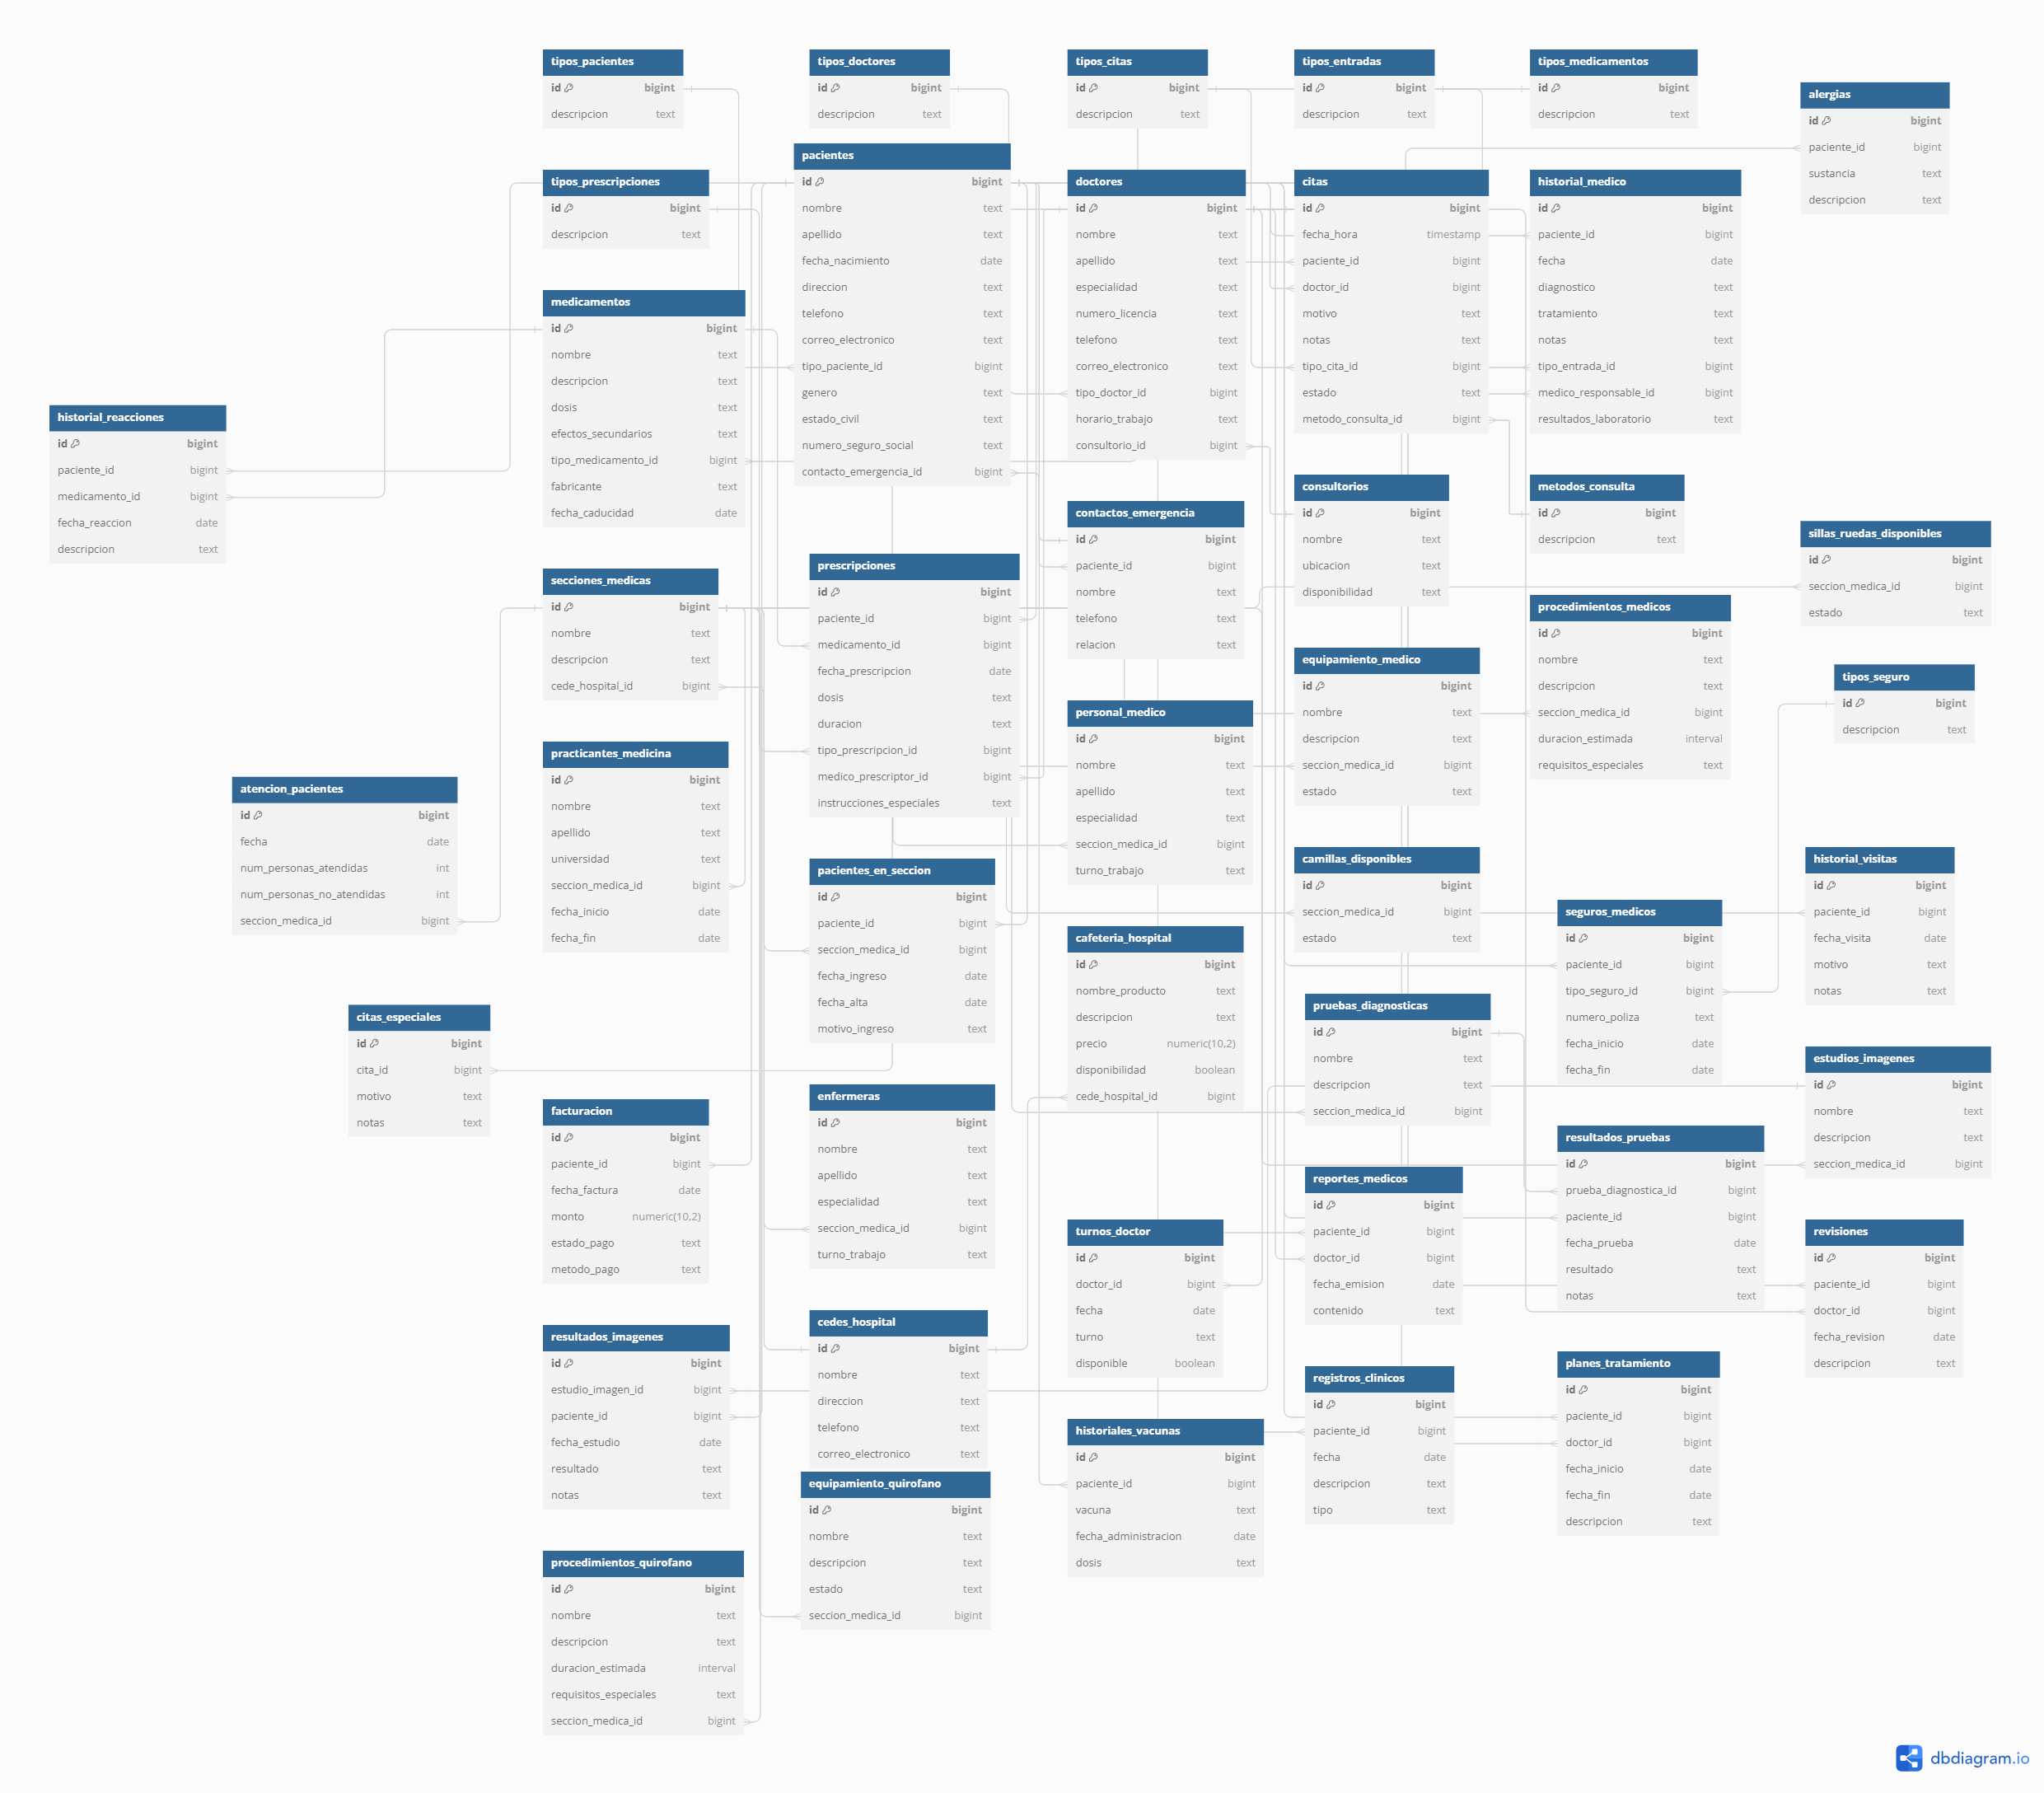 tipos_pacientes
id bigint
descripcion text
tipos_doctores
id bigint
descripcion text
tipos_citas
id bigint
descripcion text
tipos_entradas
id bigint
descripcion text
tipos_medicamentos
id bigint
descripcion text
alergias
id bigint
paciente_id bigint
sustancia text
descripcion text
tipos_prescripciones
id bigint
descripcion text
pacientes
id bigint
nombre text
apellido text
fecha_nacimiento date
direccion text
telefono text
correo_electronico text
tipo_paciente_id bigint
genero text
estado_civil text
numero_seguro_social text
contacto_emergencia_id bigint
doctores
id bigint
nombre text
apellido text
especialidad text
numero_licencia text
telefono text
correo_electronico text
tipo_doctor_id bigint
horario_trabajo text
consultorio_id bigint
citas
id bigint
fecha_hora timestamp
paciente_id bigint
doctor_id bigint
motivo text
notas text
tipo_cita_id bigint
estado text
metodo_consulta_id bigint
historial_medico
id bigint
paciente_id bigint
fecha date
diagnostico text
tratamiento text
notas text
tipo_entrada_id bigint
medico_responsable_id bigint
resultados_laboratorio text
medicamentos
id bigint
nombre text
descripcion text
dosis text
efectos_secundarios text
tipo_medicamento_id bigint
fabricante text
fecha_caducidad date
historial_reacciones
id bigint
paciente_id bigint
medicamento_id bigint
fecha_reaccion date
descripcion text
contactos_emergencia
id bigint
paciente_id bigint
nombre text
telefono text
relacion text
consultorios
id bigint
nombre text
ubicacion text
disponibilidad text
metodos_consulta
id bigint
descripcion text
sillas_ruedas_disponibles
id bigint
seccion_medica_id bigint
estado text
secciones_medicas
id bigint
nombre text
descripcion text
cede_hospital_id bigint
prescripciones
id bigint
paciente_id bigint
medicamento_id bigint
fecha_prescripcion date
dosis text
duracion text
tipo_prescripcion_id bigint
medico_prescriptor_id bigint
instrucciones_especiales text
procedimientos_medicos
id bigint
nombre text
descripcion text
seccion_medica_id bigint
duracion_estimada interval
requisitos_especiales text
equipamiento_medico
id bigint
nombre text
descripcion text
seccion_medica_id bigint
estado text
tipos_seguro
id bigint
descripcion text
personal_medico
id bigint
nombre text
apellido text
especialidad text
seccion_medica_id bigint
turno_trabajo text
practicantes_medicina
id bigint
nombre text
apellido text
universidad text
seccion_medica_id bigint
fecha_inicio date
fecha_fin date
atencion_pacientes
id bigint
fecha date
num_personas_atendidas int
num_personas_no_atendidas int
seccion_medica_id bigint
pacientes_en_seccion
id bigint
paciente_id bigint
seccion_medica_id bigint
fecha_ingreso date
fecha_alta date
motivo_ingreso text
camillas_disponibles
id bigint
seccion_medica_id bigint
estado text
historial_visitas
id bigint
paciente_id bigint
fecha_visita date
motivo text
notas text
seguros_medicos
id bigint
paciente_id bigint
tipo_seguro_id bigint
numero_poliza text
fecha_inicio date
fecha_fin date
cafeteria_hospital
id bigint
nombre_producto text
descripcion text
precio numeric(10,2)
disponibilidad boolean
cede_hospital_id bigint
citas_especiales
id bigint
cita_id bigint
motivo text
notas text
pruebas_diagnosticas
id bigint
nombre text
descripcion text
seccion_medica_id bigint
estudios_imagenes
id bigint
nombre text
descripcion text
seccion_medica_id bigint
facturacion
id bigint
paciente_id bigint
fecha_factura date
monto numeric(10,2)
estado_pago text
metodo_pago text
enfermeras
id bigint
nombre text
apellido text
especialidad text
seccion_medica_id bigint
turno_trabajo text
resultados_pruebas
id bigint
prueba_diagnostica_id bigint
paciente_id bigint
fecha_prueba date
resultado text
notas text
reportes_medicos
id bigint
paciente_id bigint
doctor_id bigint
fecha_emision date
contenido text
turnos_doctor
id bigint
doctor_id bigint
fecha date
turno text
disponible boolean
revisiones
id bigint
paciente_id bigint
doctor_id bigint
fecha_revision date
descripcion text
resultados_imagenes
id bigint
estudio_imagen_id bigint
paciente_id bigint
fecha_estudio date
resultado text
notas text
cedes_hospital
id bigint
nombre text
direccion text
telefono text
correo_electronico text
planes_tratamiento
id bigint
paciente_id bigint
doctor_id bigint
fecha_inicio date
fecha_fin date
descripcion text
registros_clinicos
id bigint
paciente_id bigint
fecha date
descripcion text
tipo text
historiales_vacunas
id bigint
paciente_id bigint
vacuna text
fecha_administracion date
dosis text
equipamiento_quirofano
id bigint
nombre text
descripcion text
estado text
seccion_medica_id bigint
procedimientos_quirofano
id bigint
nombre text
descripcion text
duracion_estimada interval
requisitos_especiales text
seccion_medica_id bigint
dbdiagram.io